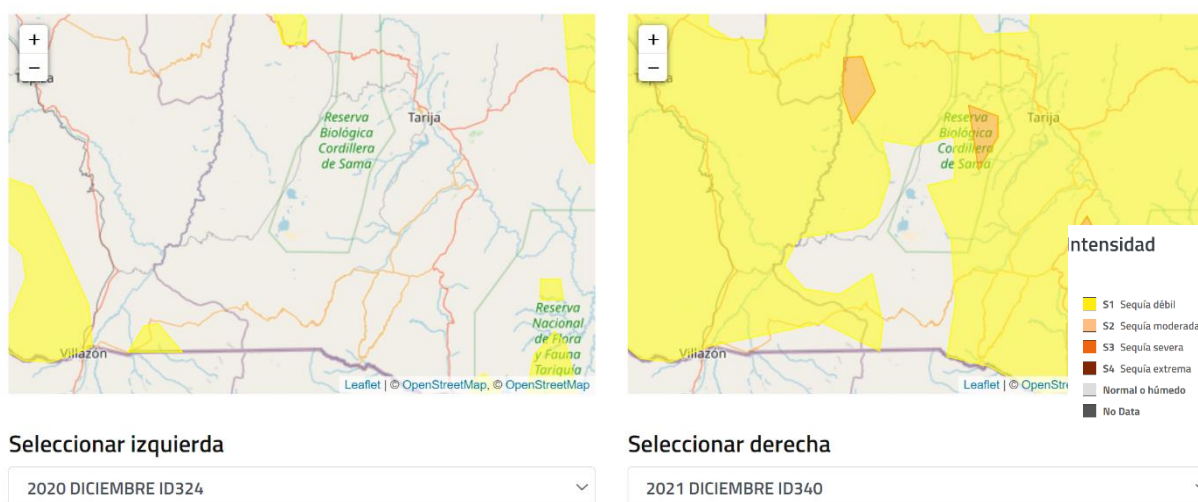 +
−
Reserva
Biológica
Cordillera
de Sama
Tarija
Villazón
Reserva
Nacional
de Flora
y Fauna
Tariquía
Leaflet | © OpenStreetMap, © OpenStreetMap
+
−
Reserva
Biológica
Cordillera
de Sama
Tarija
Villazón
Leaflet | © OpenStr
Intensidad
S1 Sequía débil
S2 Sequía moderada
S3 Sequía severa
S4 Sequía extrema
Normal o húmedo
No Data
Seleccionar izquierda
Seleccionar derecha
2020 DICIEMBRE ID324
2021 DICIEMBRE ID340